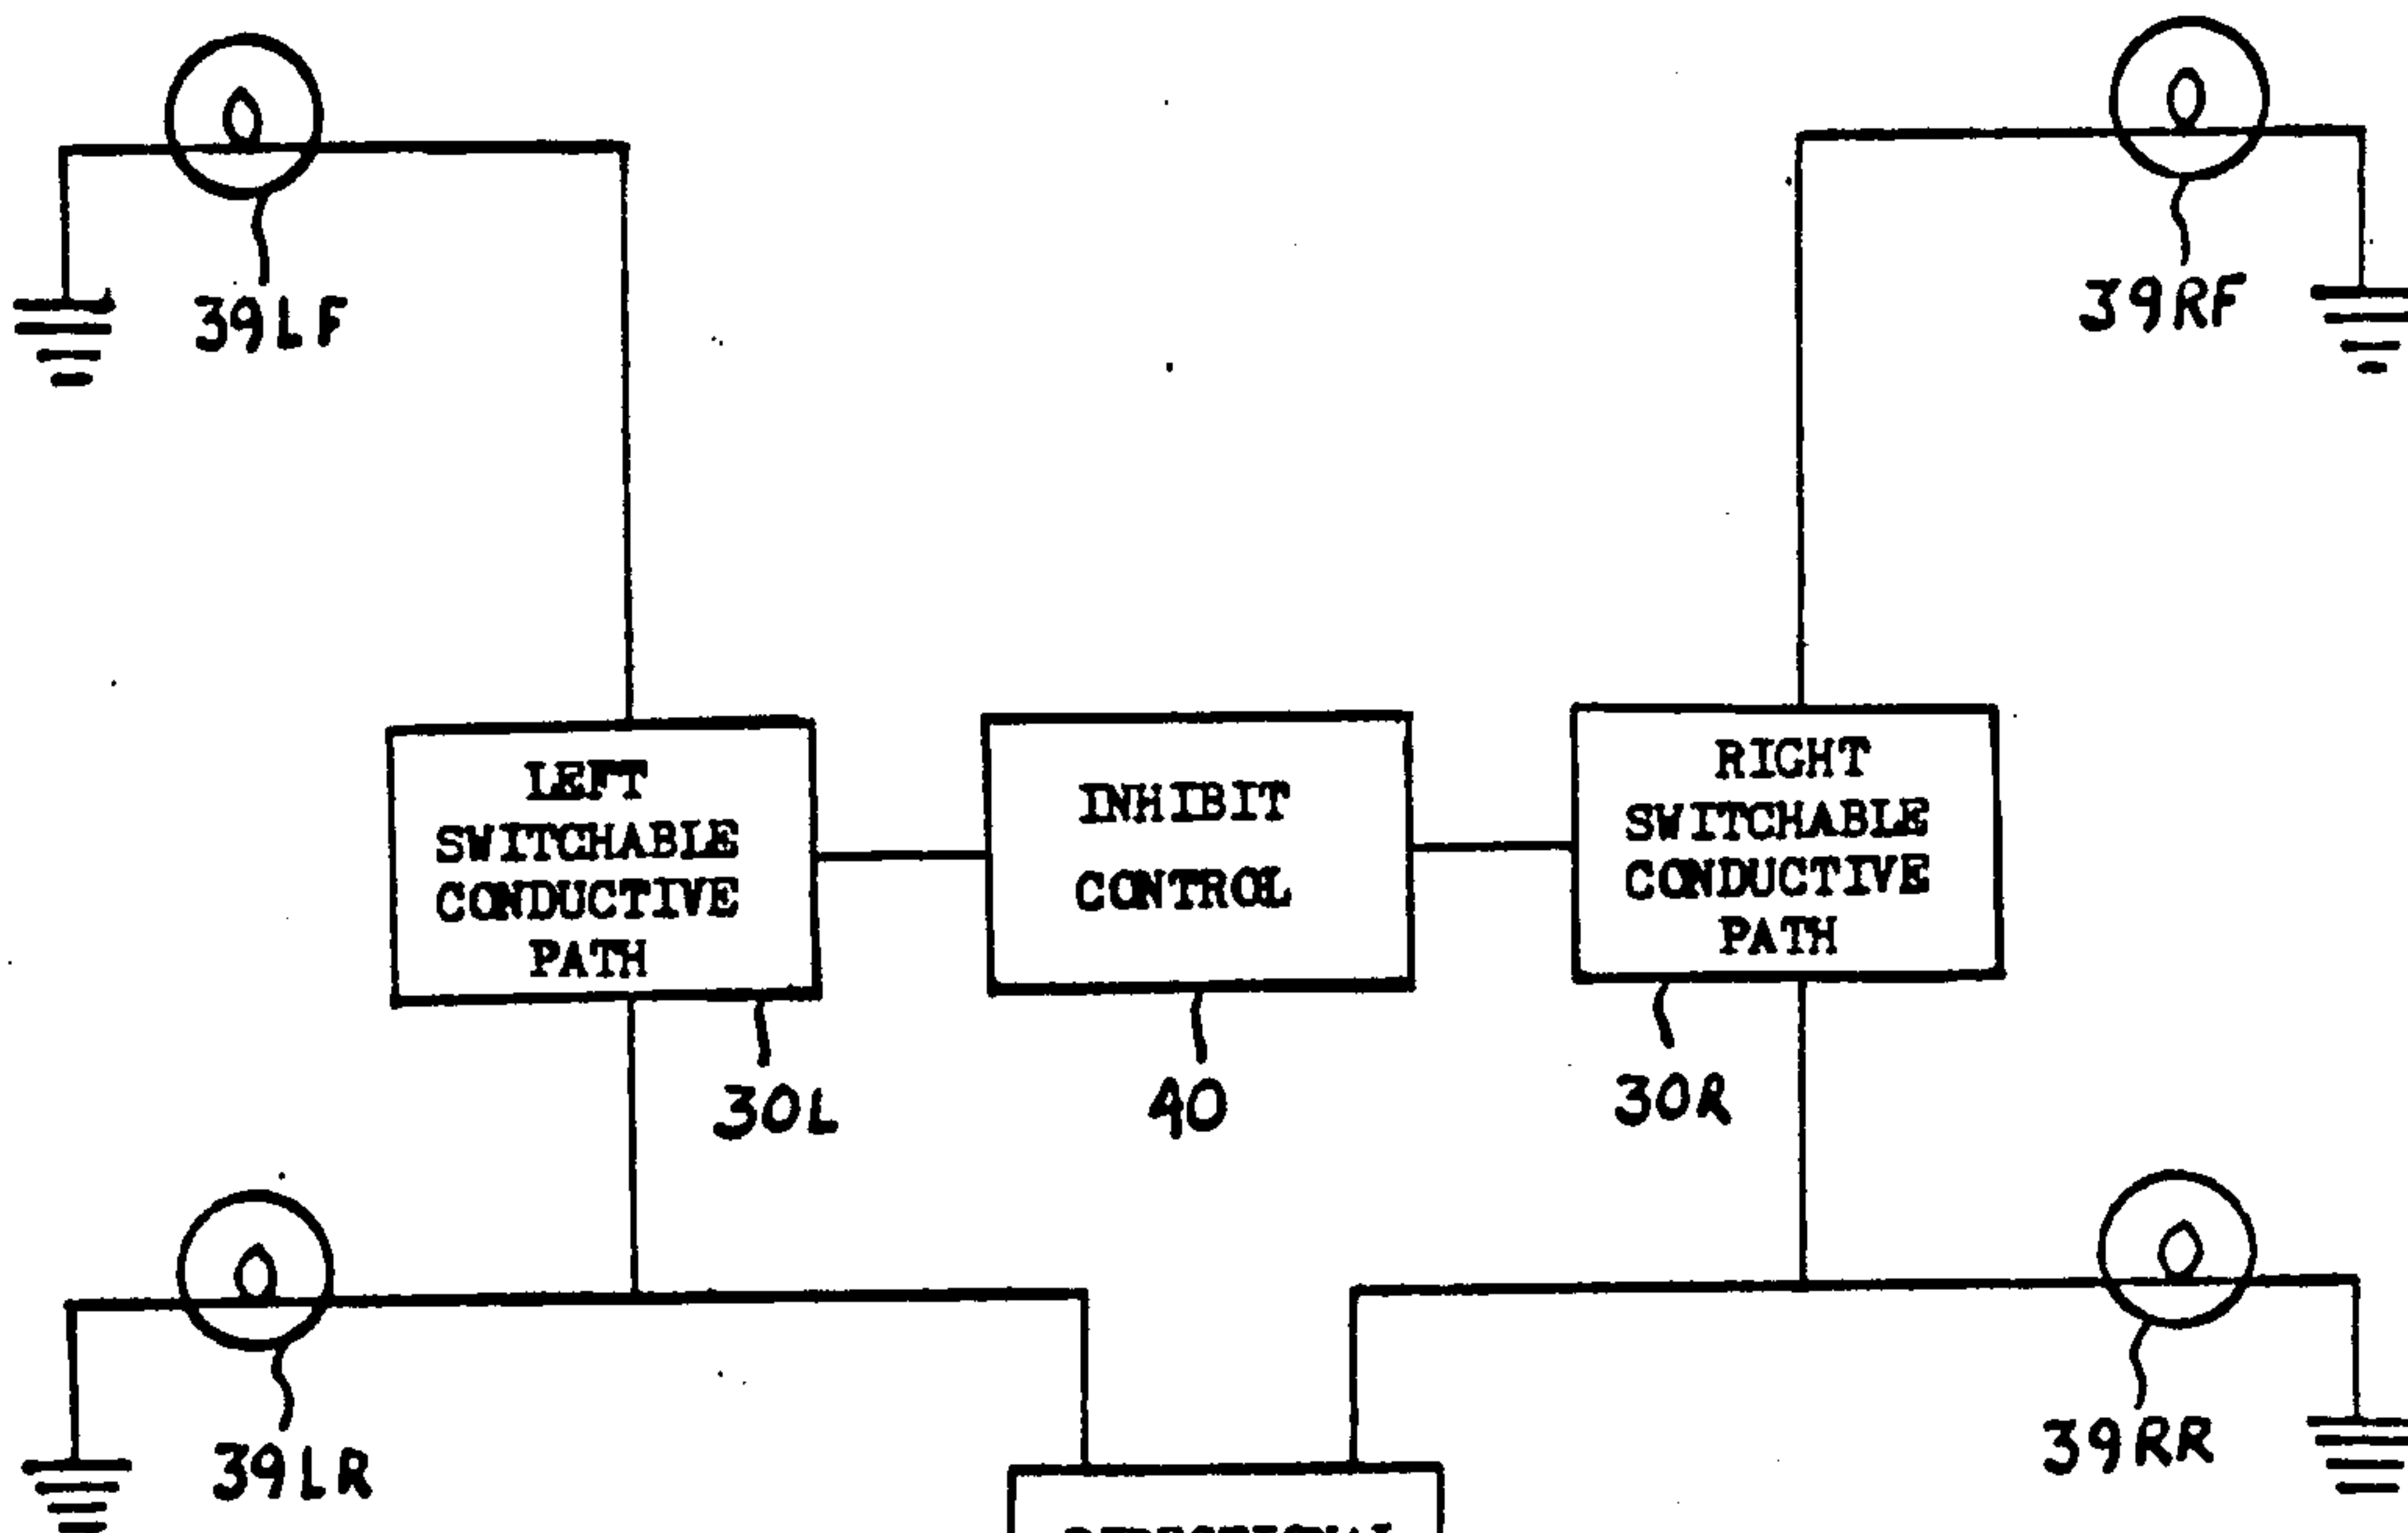 39LF
39RF
LEFT
SWITCHABLE
CONDUCTIVE
PATH
INHIBIT
CONTROL
RIGHT
SWITCHABLE
CONDUCTIVE
PATH
30L
40
30R
39LR
39RR